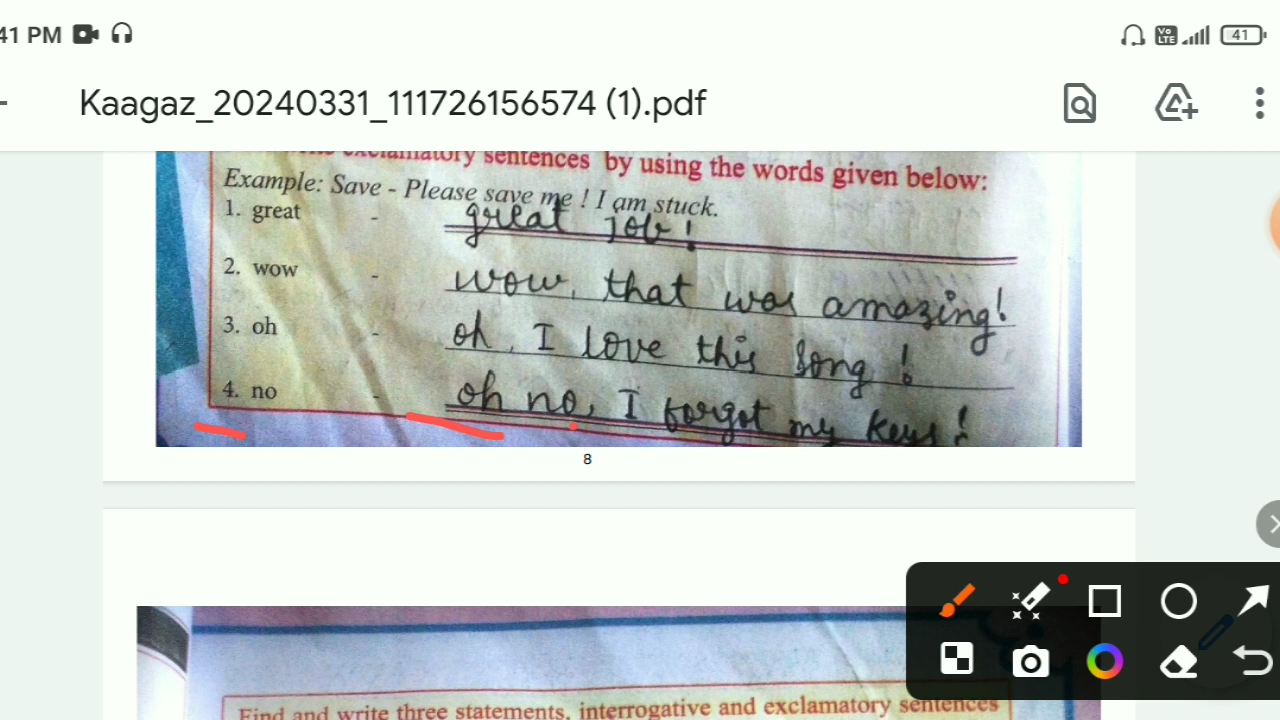 41 PM
41
Kaagaz_20240331_111726156574 (1).pdf
exclamatory sentences by using the words given below:
Example: Save - Please save me ! I am stuck.
1. great - great job!
2. wow - wow, that was amazing!
3. oh - oh, I love this song !
4. no - oh no, I forgot my keys!
8
Find and write three statements, interrogative and exclamatory sentences